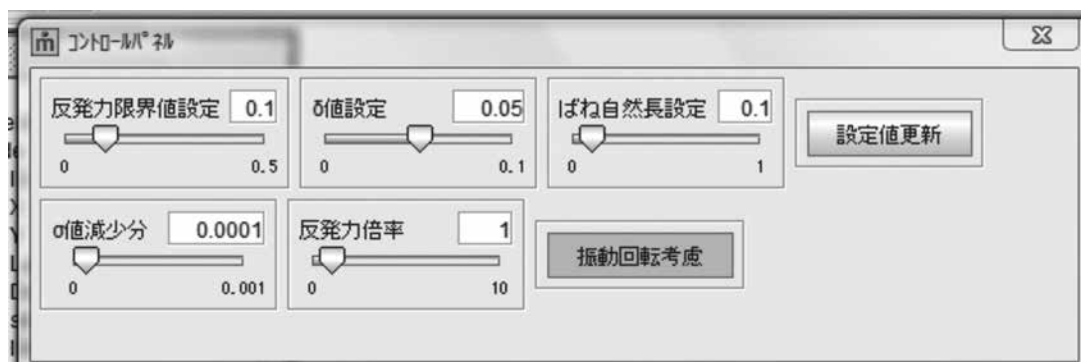 コントロールパネル
反発力限界値設定 0.1
0 0.5
δ値設定 0.05
0 0.1
ばね自然長設定 0.1
0 1
設定値更新
σ値減少分 0.0001
0 0.001
反発力倍率 1
0 10
振動回転考慮